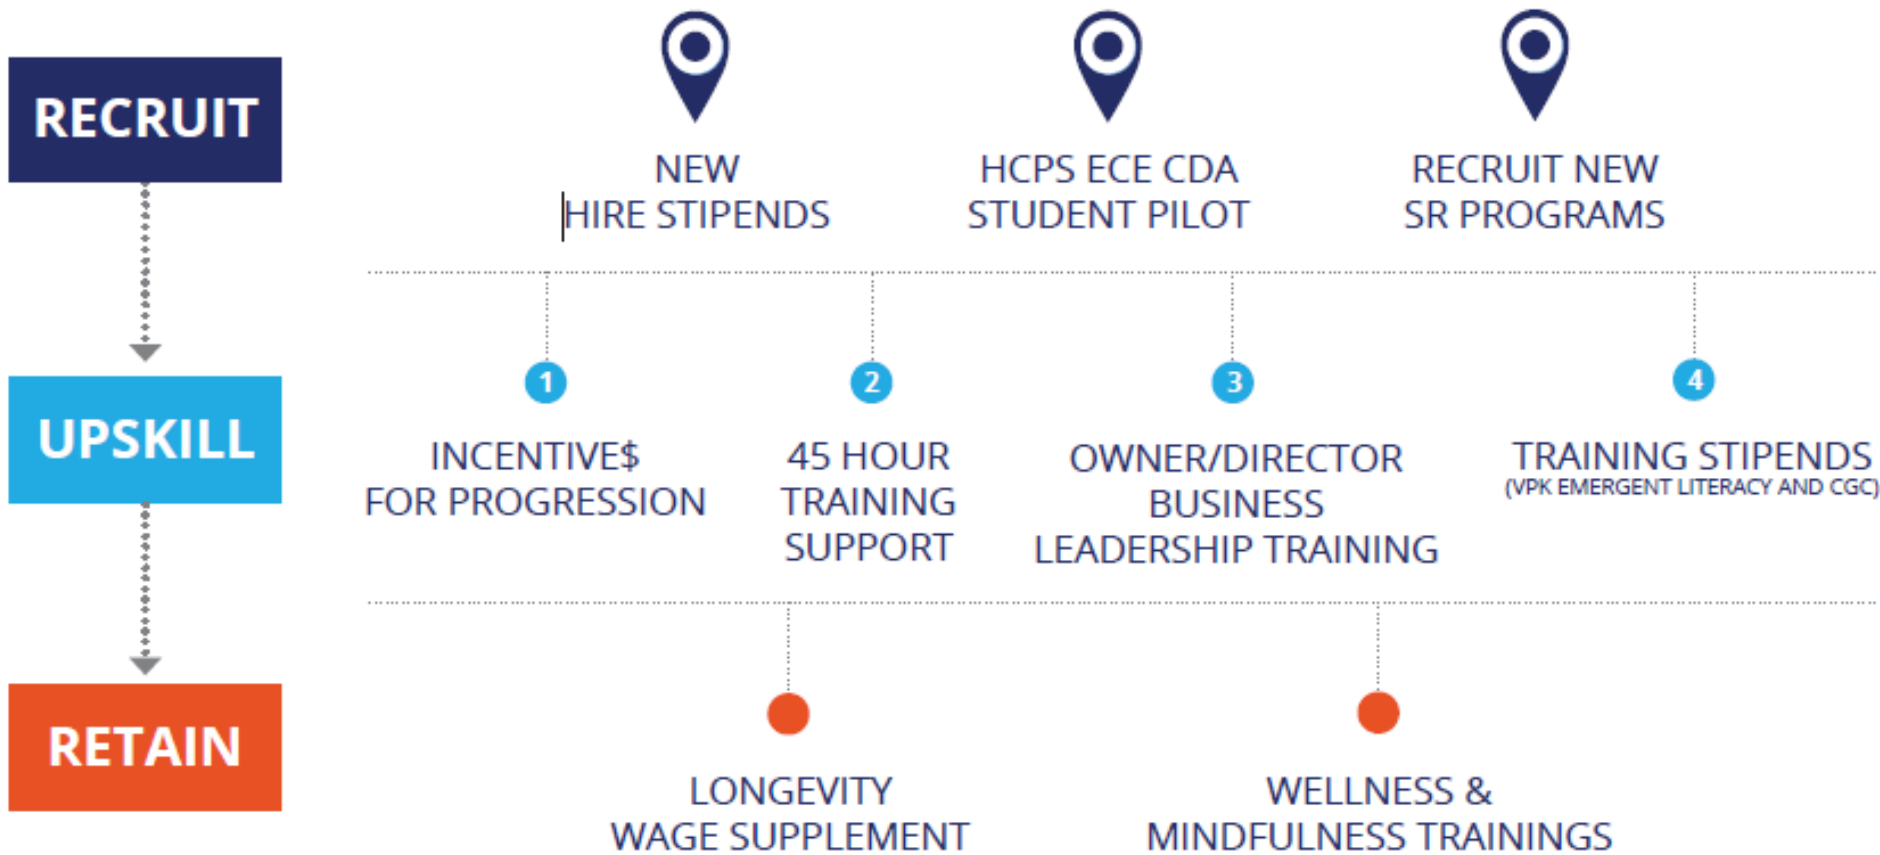 RECRUIT
NEW
HIRE STIPENDS
HCPS ECE CDA
STUDENT PILOT
RECRUIT NEW
SR PROGRAMS
UPSKILL
1
INCENTIVE$
FOR PROGRESSION
2
45 HOUR
TRAINING
SUPPORT
3
OWNER/DIRECTOR
BUSINESS
LEADERSHIP TRAINING
4
TRAINING STIPENDS
(VPK EMERGENT LITERACY AND CGC)
RETAIN
LONGEVITY
WAGE SUPPLEMENT
WELLNESS &
MINDFULNESS TRAININGS